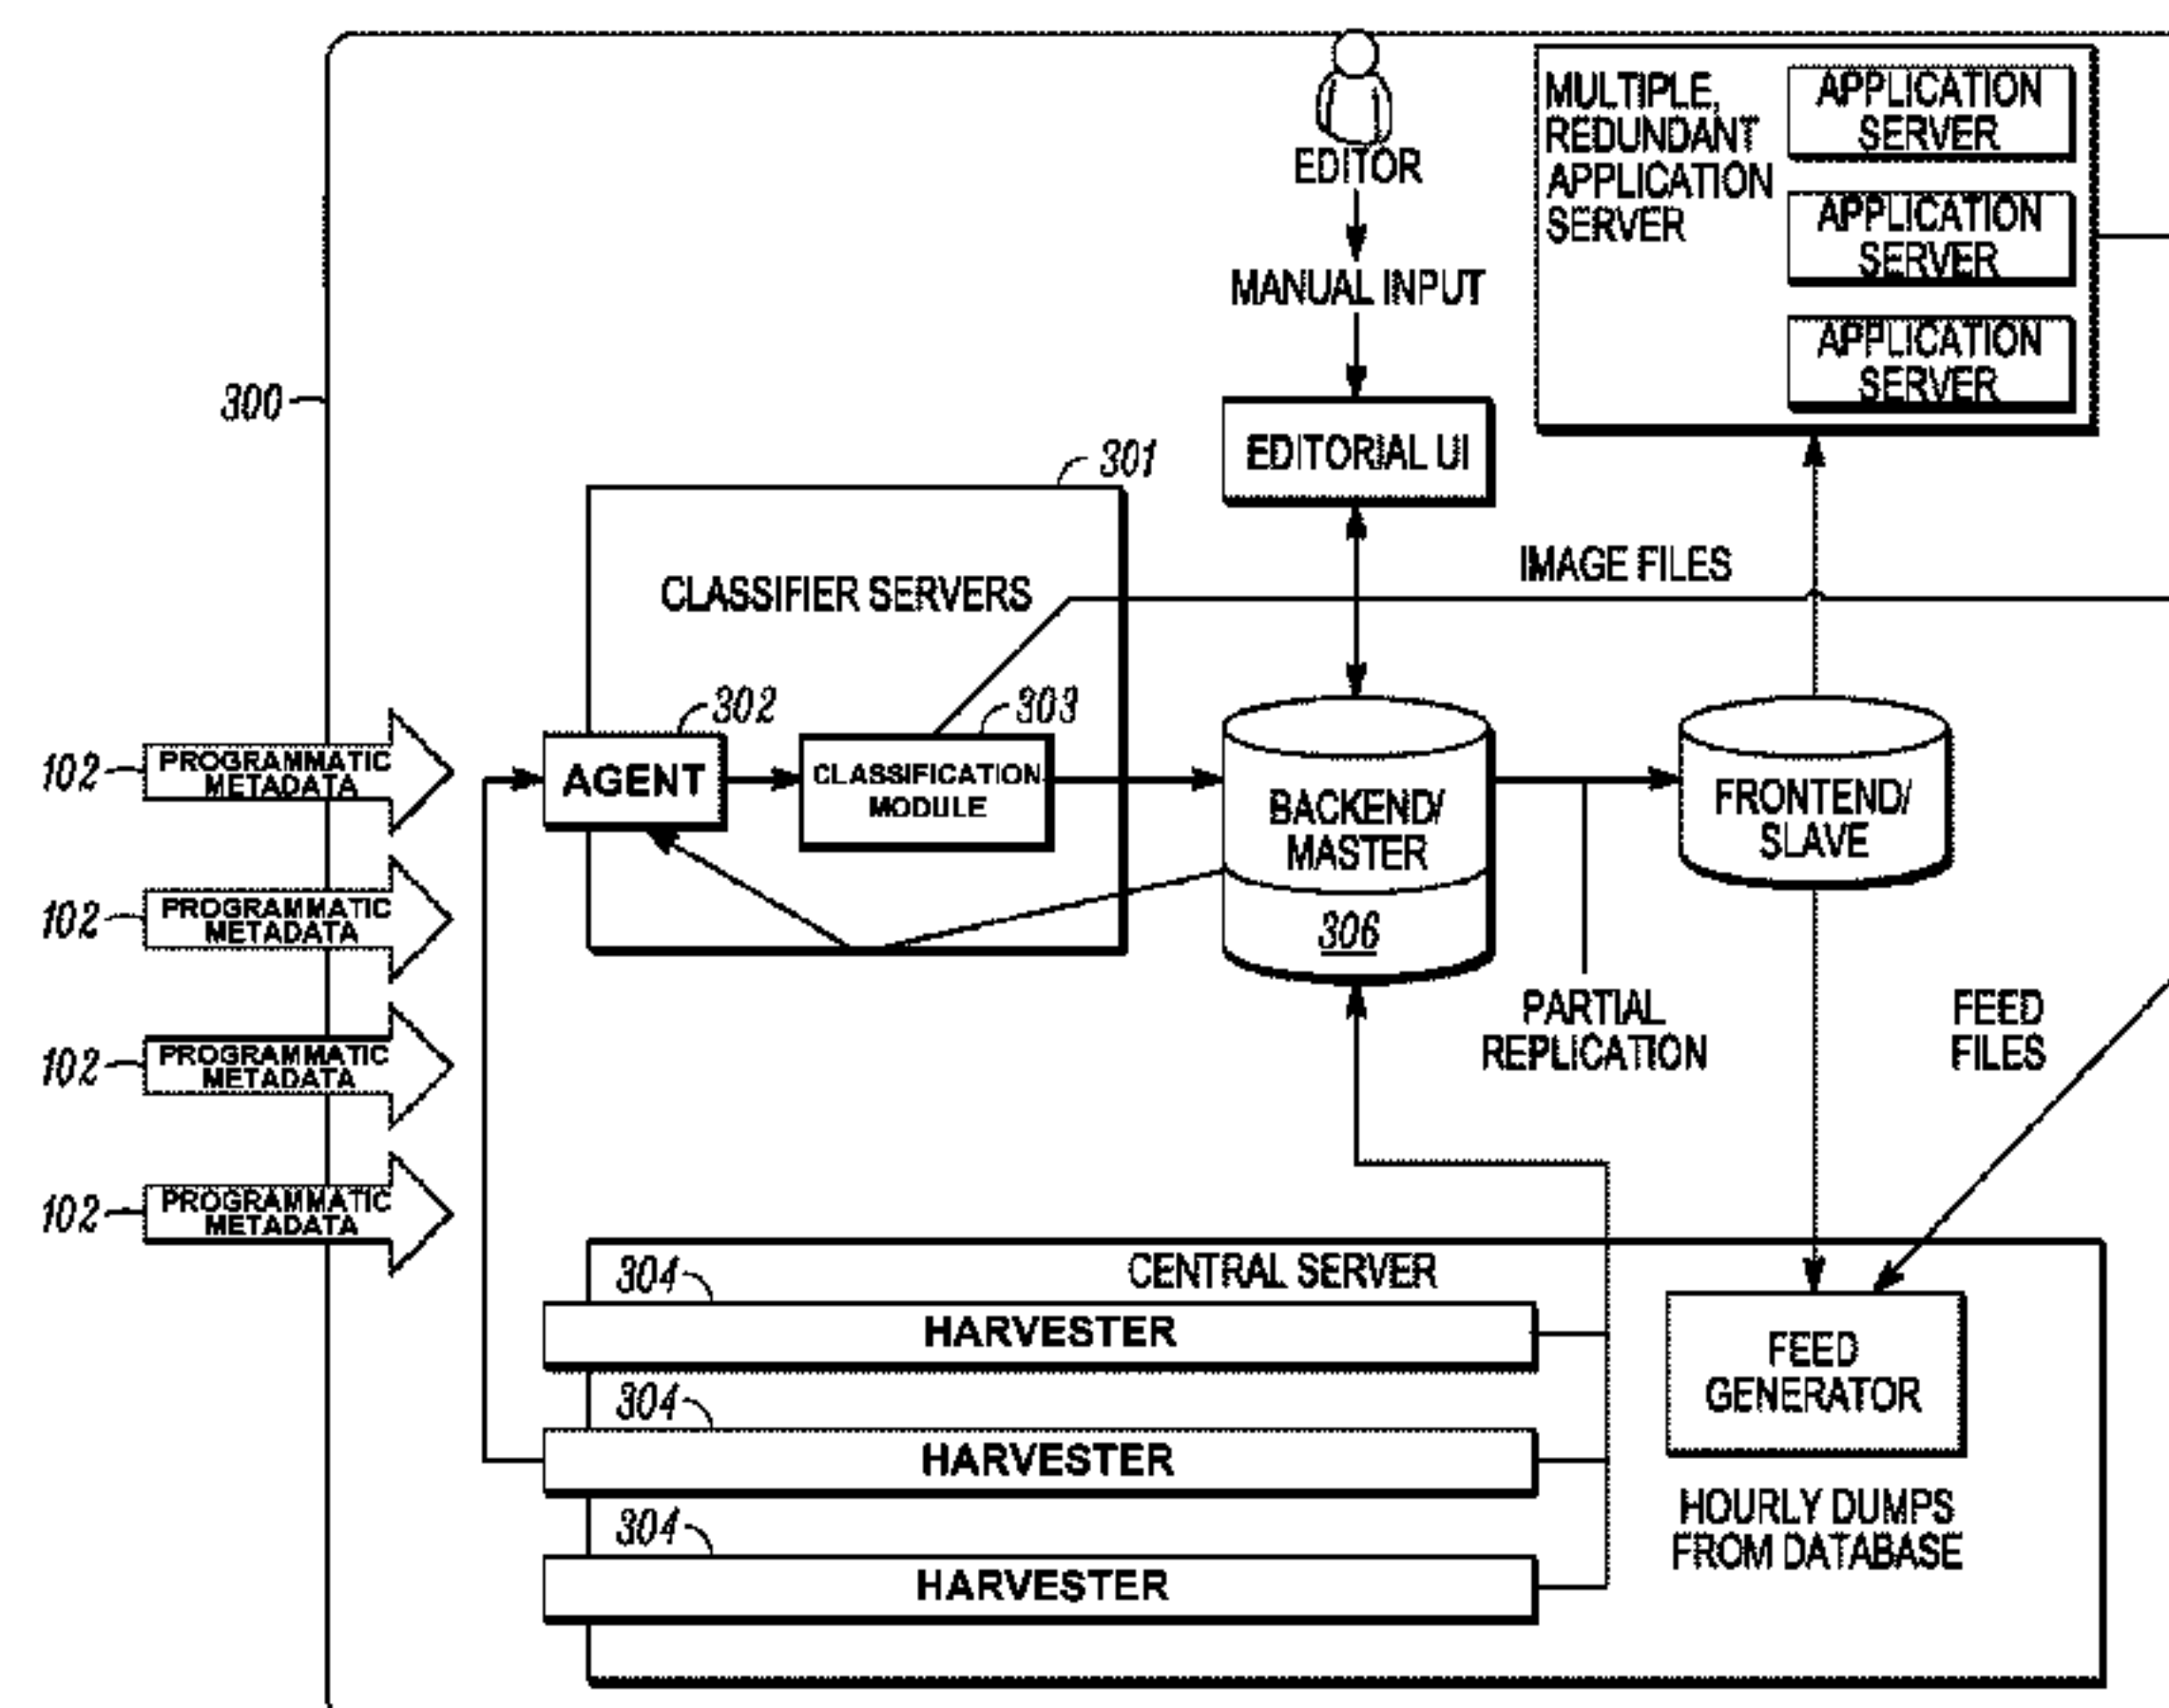 EDITOR
MANUAL INPUT
EDITORIAL UI
MULTIPLE,
REDUNDANT
APPLICATION
SERVER
APPLICATION
SERVER
APPLICATION
SERVER
APPLICATION
SERVER
300
301
CLASSIFIER SERVERS
IMAGE FILES
302
303
AGENT
CLASSIFICATION
MODULE
BACKEND/
MASTER
306
FRONTEND/
SLAVE
102
PROGRAMMATIC
METADATA
102
PROGRAMMATIC
METADATA
102
PROGRAMMATIC
METADATA
102
PROGRAMMATIC
METADATA
PARTIAL
REPLICATION
FEED
FILES
CENTRAL SERVER
304
HARVESTER
304
HARVESTER
304
HARVESTER
FEED
GENERATOR
HOURLY DUMPS
FROM DATABASE